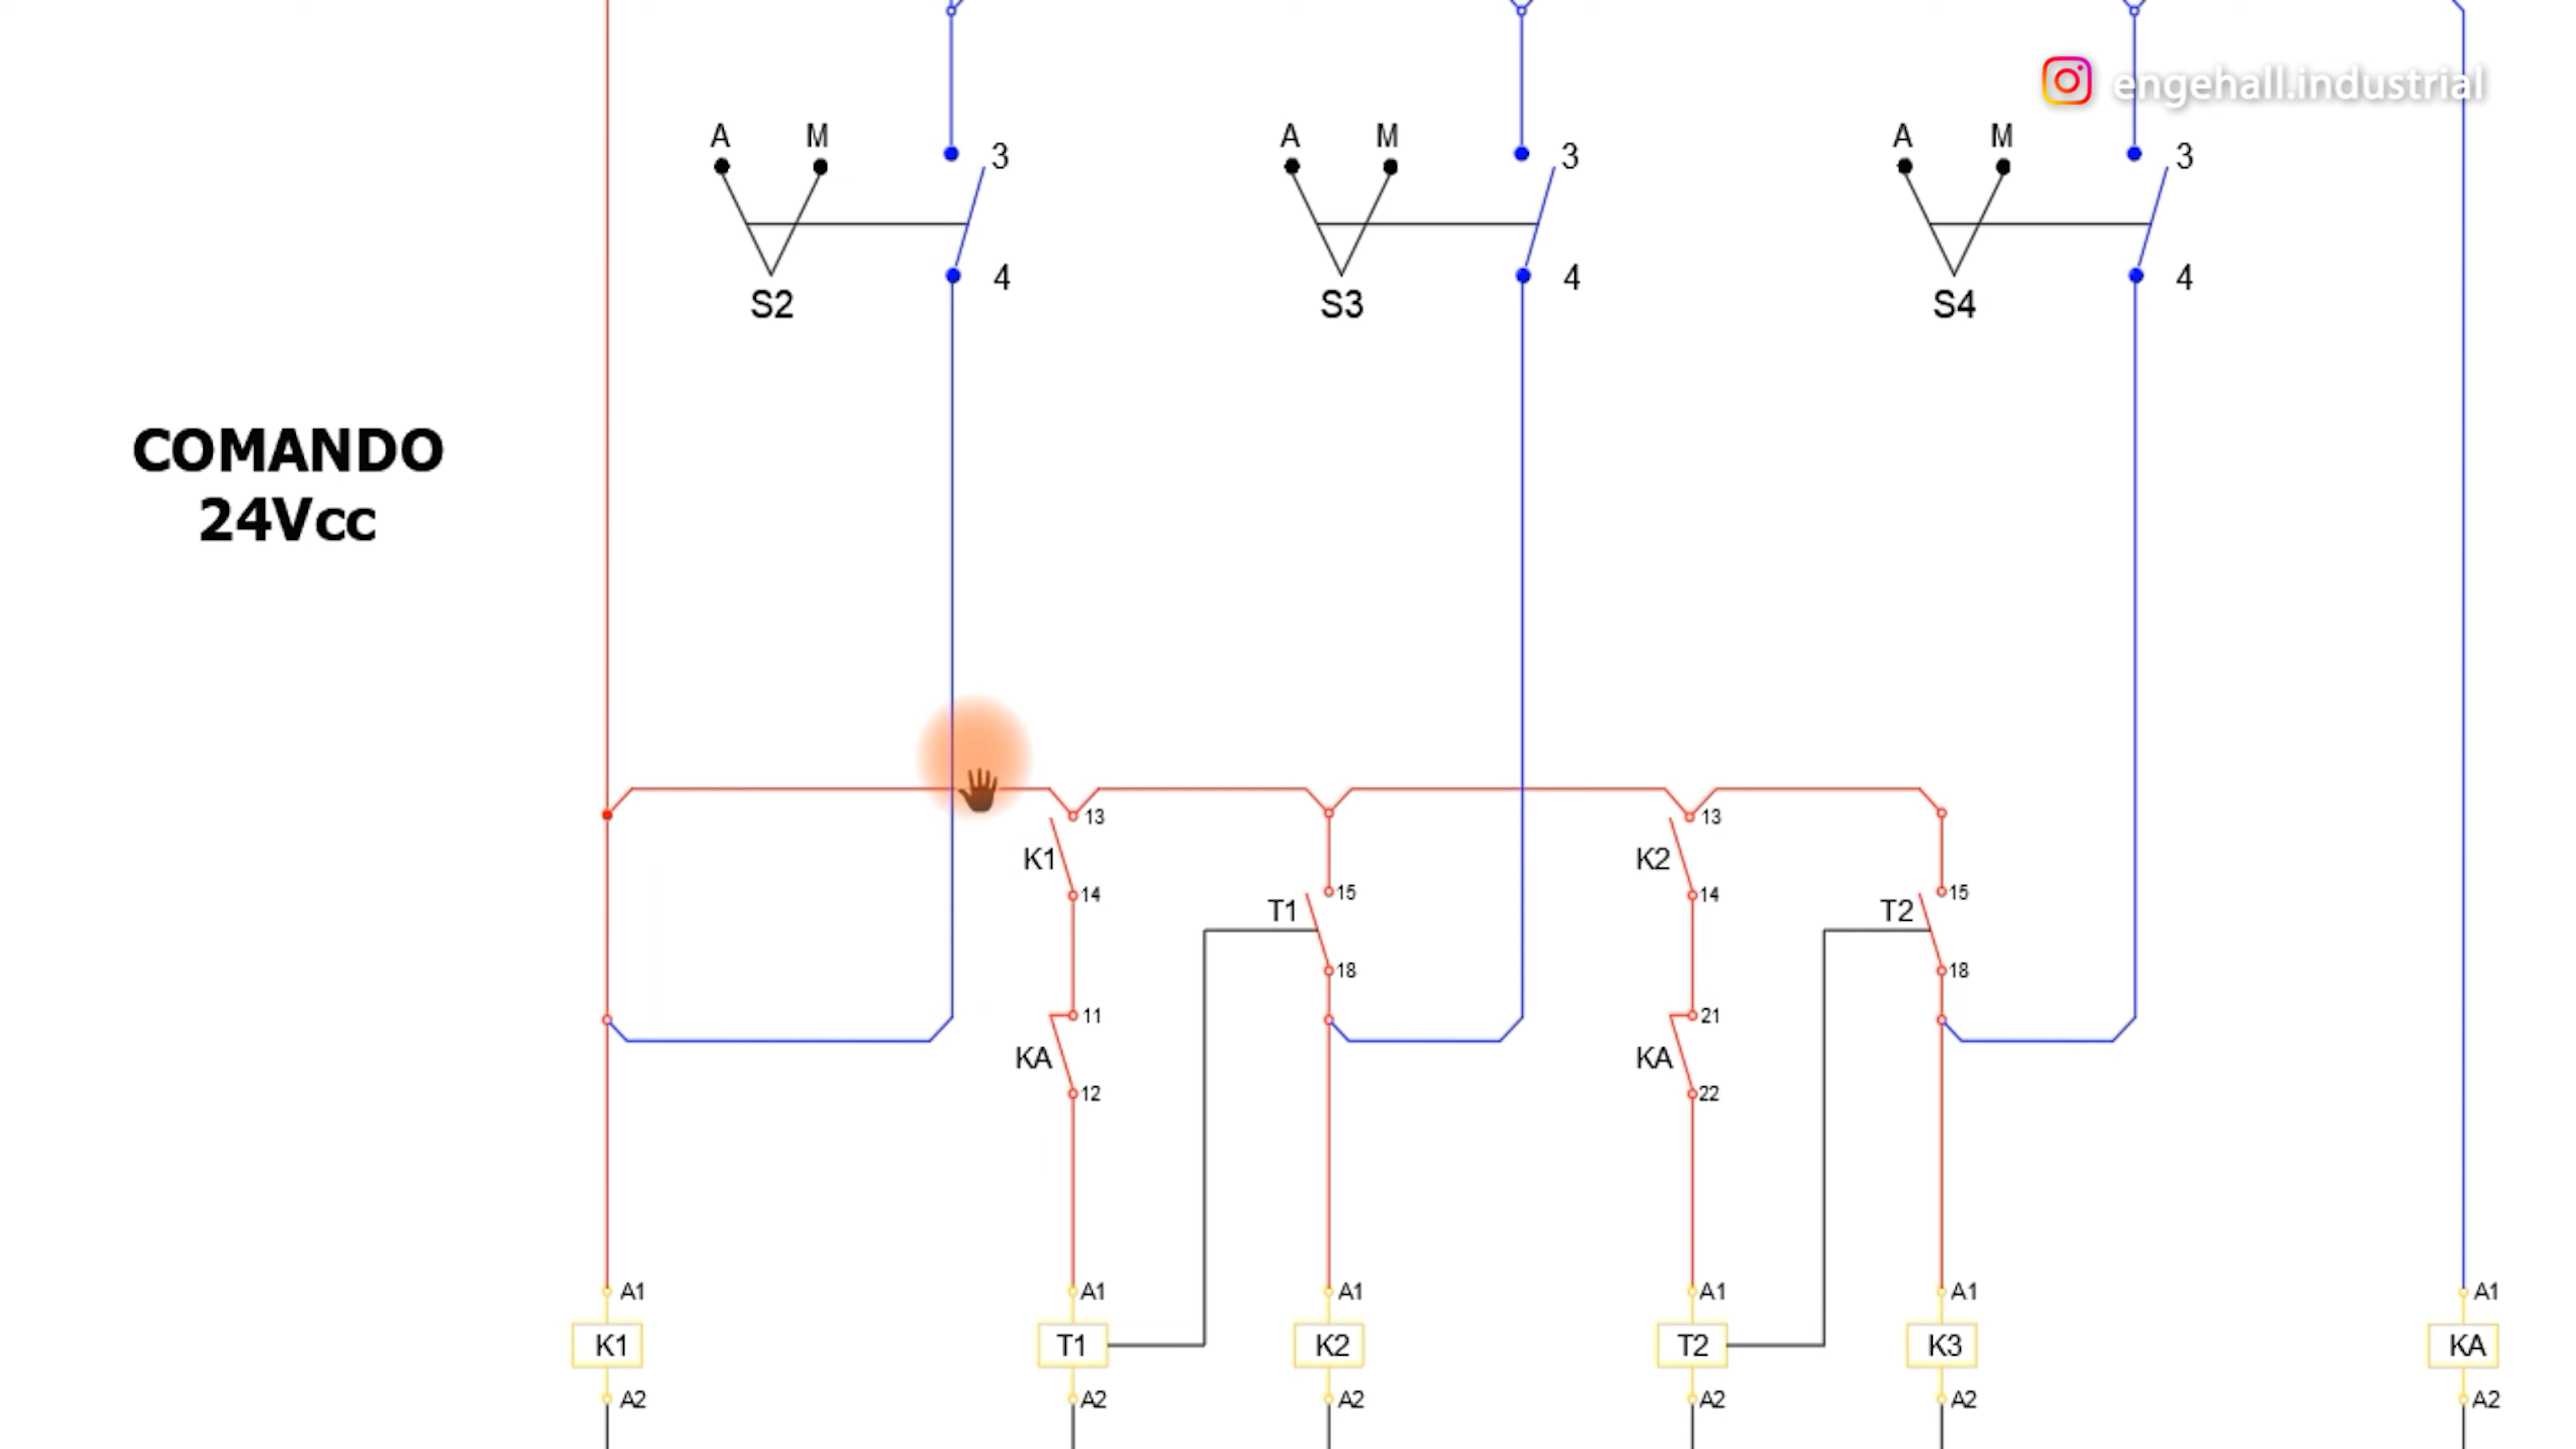 engehall.industrial
A M 3
A M 3
A M 3
4
4
4
S2
S3
S4
COMANDO
24Vcc
13
13
K1
K2
14
15
14
15
T1
T2
18
18
11
21
KA
KA
12
22
A1
A1
A1
A1
A1
A1
K1
T1
K2
T2
K3
KA
A2
A2
A2
A2
A2
A2